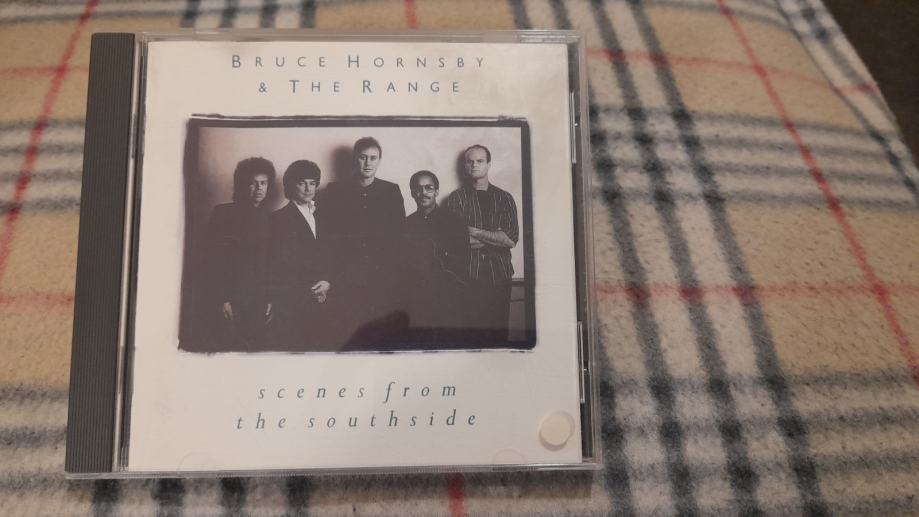 BRUCE HORNSBY
& THE RANGE
scenes from
the southside